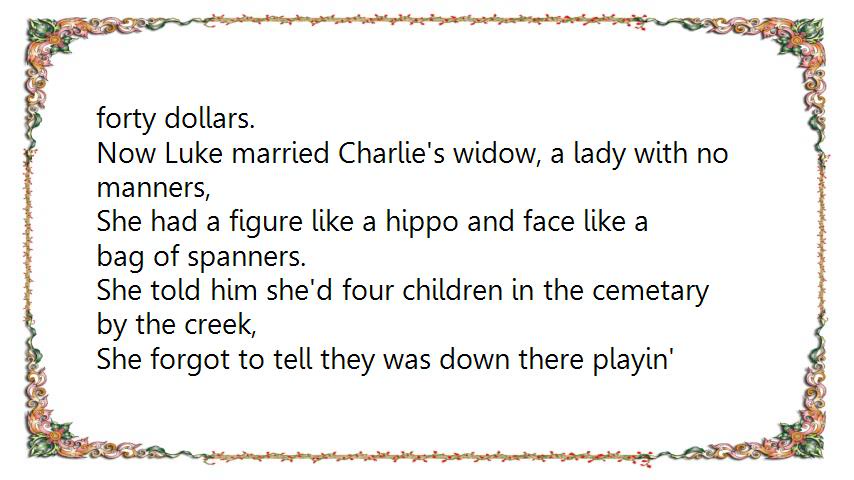 forty dollars.
Now Luke married Charlie's widow, a lady with no
manners,
She had a figure like a hippo and face like a
bag of spanners.
She told him she'd four children in the cemetary
by the creek,
She forgot to tell they was down there playin'